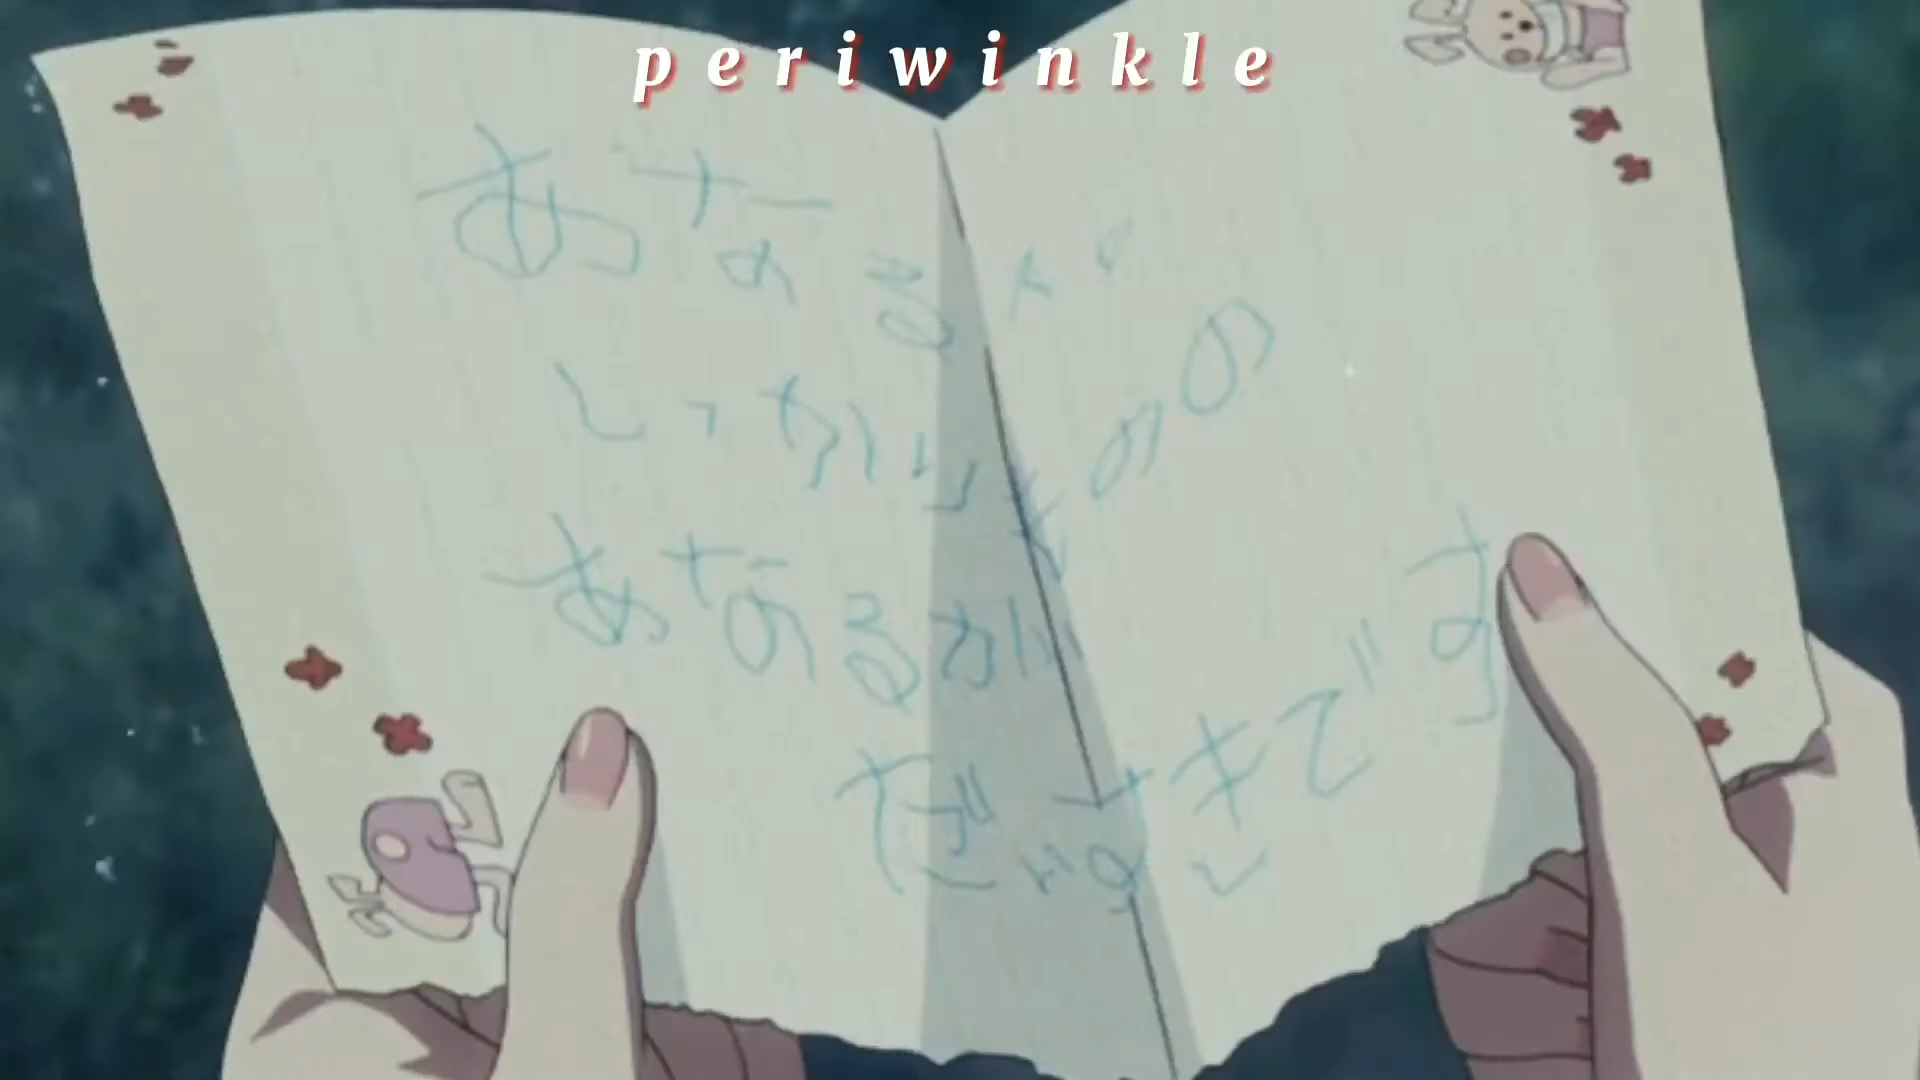 periwinkle
あなるへ
しっかりものの
あなるが
だいすきです